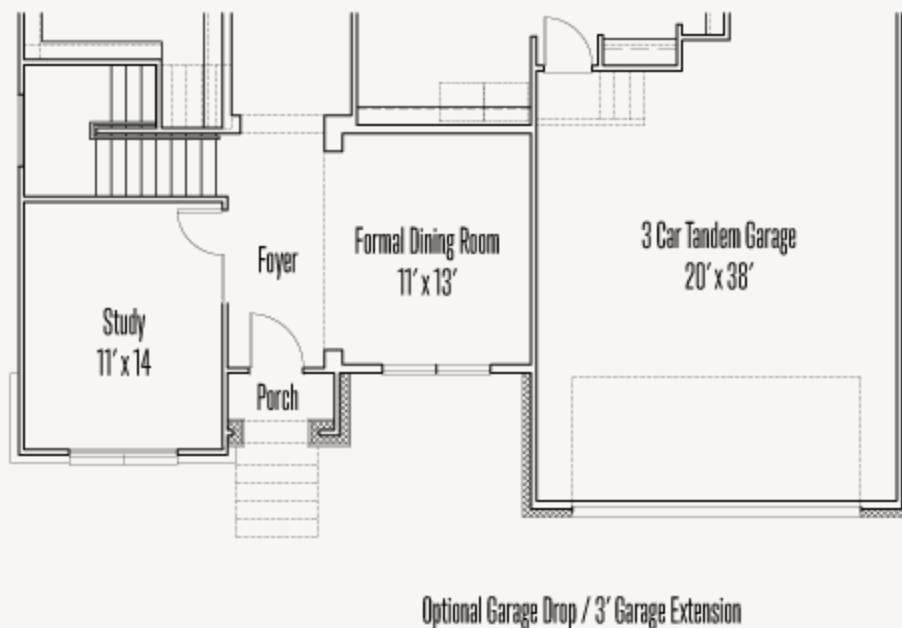 Foyer
Formal Dining Room
11' x 13'
3 Car Tandem Garage
20' x 38'
Study
11' x 14
Porch
Optional Garage Drop / 3' Garage Extension